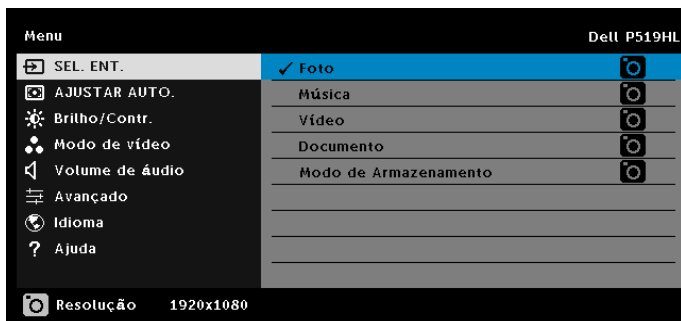 Menu Dell P519HL
SEL. ENT.
AJUSTAR AUTO.
Brilho/Contr.
Modo de vídeo
Volume de áudio
Avançado
Idioma
? Ajuda
Foto
Música
Vídeo
Documento
Modo de Armazenamento
Resolução 1920x1080